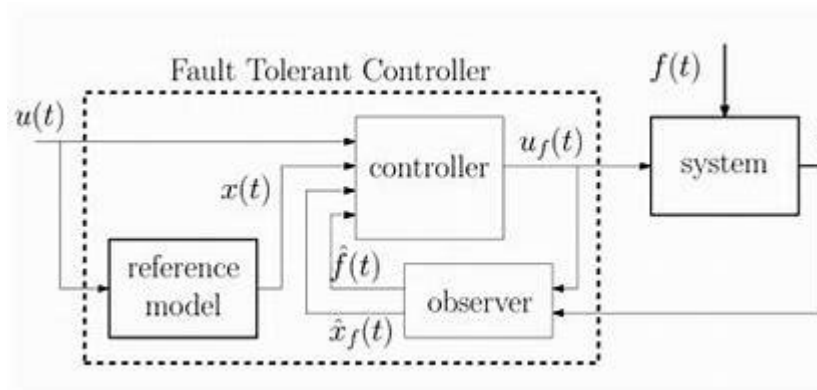 Fault Tolerant Controller
f(t)
u(t)
u_f(t)
controller
system
x(t)
reference
model
f̂(t)
observer
x̂_f(t)